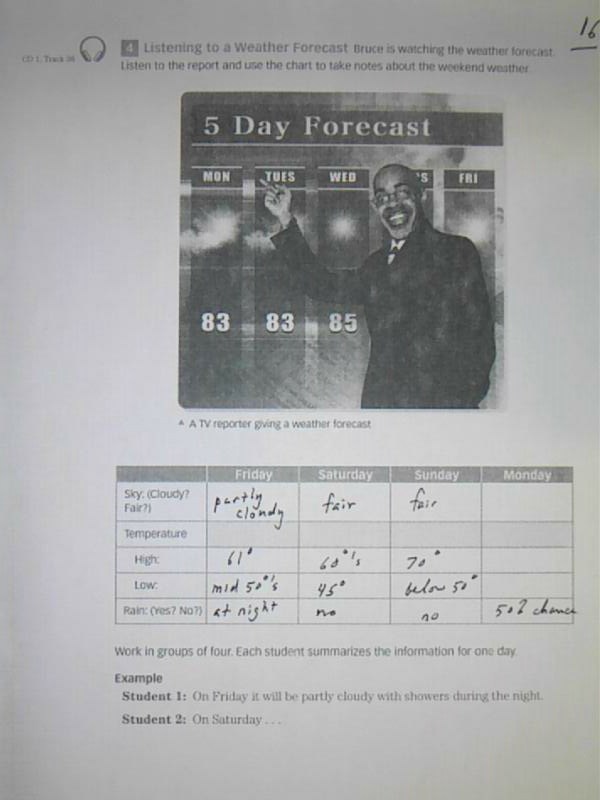 16
CD 1, Track 36
4 Listening to a Weather Forecast Bruce is watching the weather forecast.
Listen to the report and use the chart to take notes about the weekend weather.
5 Day Forecast
MON TUES WED 'S FRI
83 83 85
A TV reporter giving a weather forecast
Friday Saturday Sunday Monday
Sky: (Cloudy? Fair?) partly cloudy fair fair
Temperature
High: 61° 60°'s 70°
Low: mid 50°'s 45° below 50°
Rain: (Yes? No?) at night no no 50% chance
Work in groups of four. Each student summarizes the information for one day.
Example
Student 1: On Friday it will be partly cloudy with showers during the night.
Student 2: On Saturday . . .